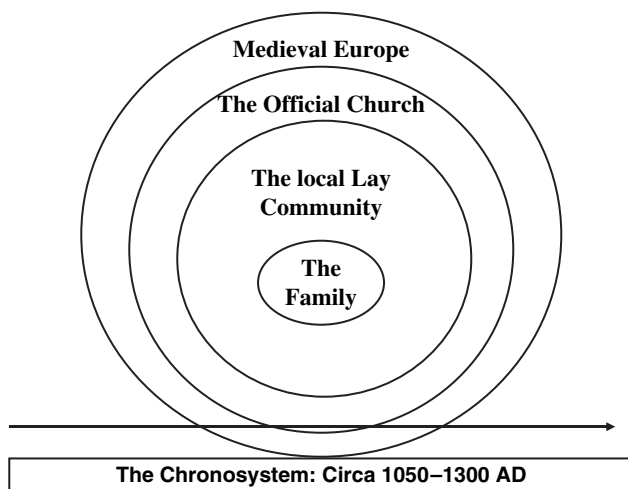 Medieval Europe
The Official Church
The local Lay
Community
The
Family
The Chronosystem: Circa 1050–1300 AD